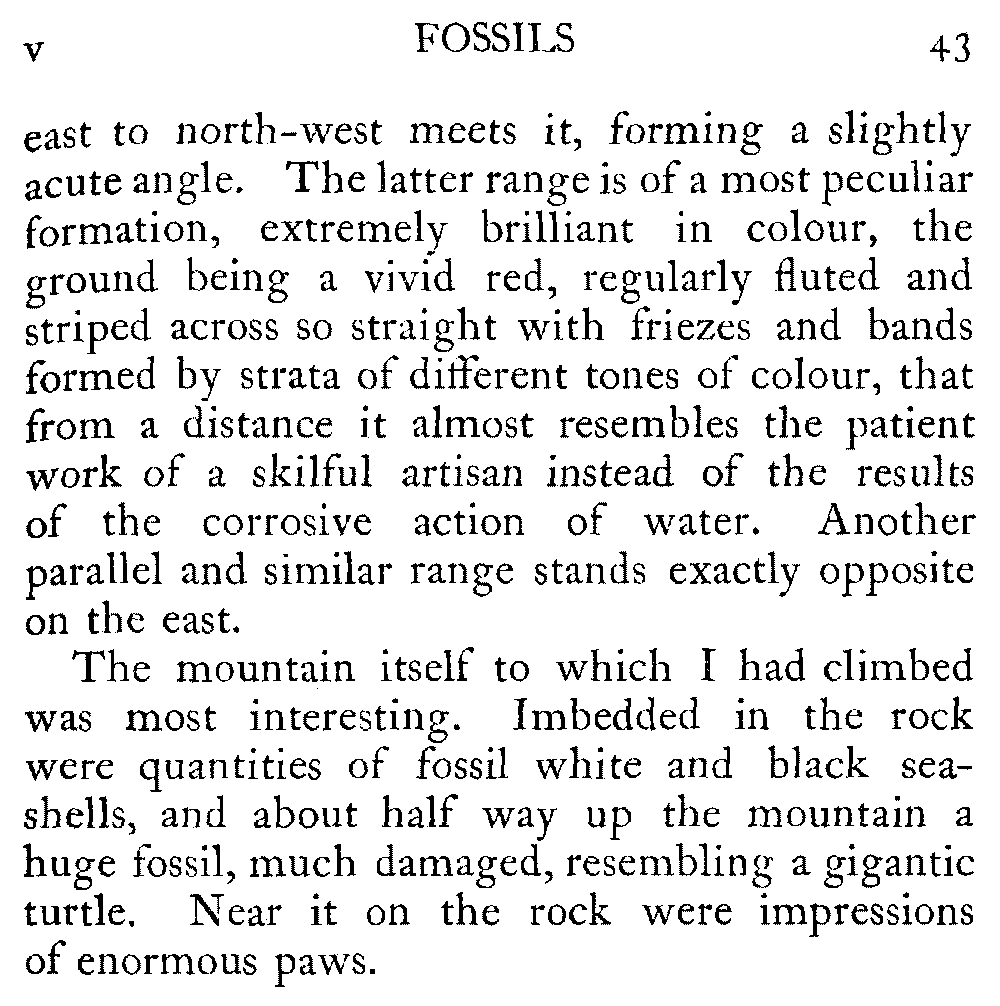 v FOSSILS 43
east to north-west meets it, forming a slightly
acute angle. The latter range is of a most peculiar
formation, extremely brilliant in colour, the
ground being a vivid red, regularly fluted and
striped across so straight with friezes and bands
formed by strata of different tones of colour, that
from a distance it almost resembles the patient
work of a skilful artisan instead of the results
of the corrosive action of water. Another
parallel and similar range stands exactly opposite
on the east.
The mountain itself to which I had climbed
was most interesting. Imbedded in the rock
were quantities of fossil white and black sea-
shells, and about half way up the mountain a
huge fossil, much damaged, resembling a gigantic
turtle. Near it on the rock were impressions
of enormous paws.